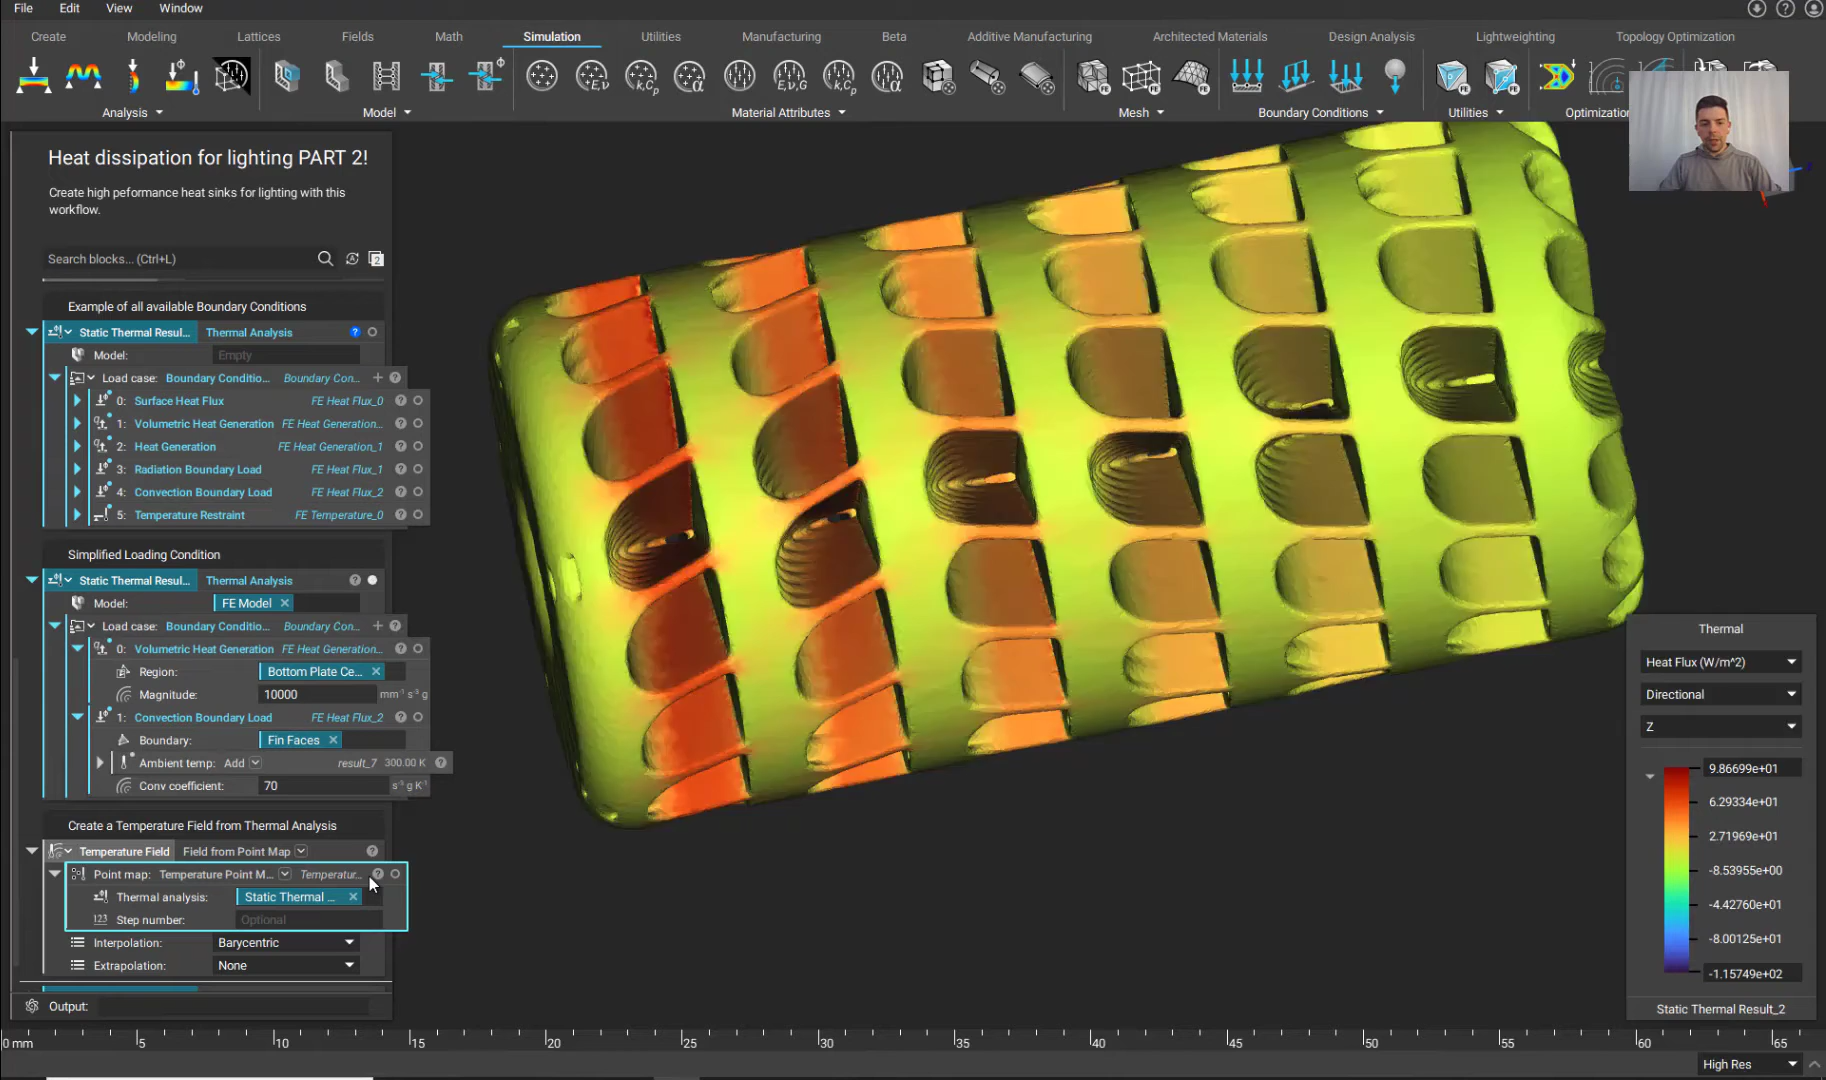 File Edit View Window
Create Modeling Lattices Fields Math Simulation Utilities Manufacturing Beta Additive Manufacturing Architected Materials Design Analysis Lightweighting Topology Optimization
Analysis Model Material Attributes Mesh Boundary Conditions Utilities Optimization
Heat dissipation for lighting PART 2!
Create high peformance heat sinks for lighting with this
workflow.
Search blocks... (Ctrl+L)
Example of all available Boundary Conditions
Static Thermal Resul... Thermal Analysis
Model: Empty
Load case: Boundary Conditio... Boundary Con...
0: Surface Heat Flux FE Heat Flux_0
1: Volumetric Heat Generation FE Heat Generation...
2: Heat Generation FE Heat Generation_1
3: Radiation Boundary Load FE Heat Flux_1
4: Convection Boundary Load FE Heat Flux_2
5: Temperature Restraint FE Temperature_0
Simplified Loading Condition
Static Thermal Resul... Thermal Analysis
Model: FE Model
Load case: Boundary Conditio... Boundary Con...
0: Volumetric Heat Generation FE Heat Generation...
Region: Bottom Plate Ce...
Magnitude: 10000 mm⁻¹ s⁻³ g
1: Convection Boundary Load FE Heat Flux_2
Boundary: Fin Faces
Ambient temp: Add result_7 300.00 K
Conv coefficient: 70 s⁻³ g K⁻¹
Create a Temperature Field from Thermal Analysis
Temperature Field Field from Point Map
Point map: Temperature Point M... Temperatur...
Thermal analysis: Static Thermal ...
123 Step number: Optional
Interpolation: Barycentric
Extrapolation: None
Output:
Thermal
Heat Flux (W/m^2)
Directional
Z
9.86699e+01
6.29334e+01
2.71969e+01
-8.53955e+00
-4.42760e+01
-8.00125e+01
-1.15749e+02
Static Thermal Result_2
0 mm 5 10 15 20 25 30 35 40 45 50 55 60 65
High Res